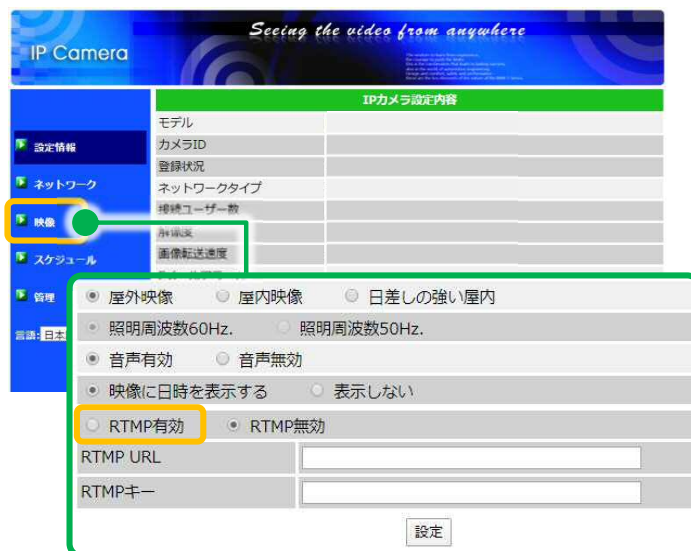 Seeing the video from anywhere
IP Camera
IPカメラ設定内容
モデル
設定情報
カメラID
登録状況
ネットワーク
ネットワークタイプ
接続ユーザー数
映像
解像度
画像転送速度
スケジュール
管理
言語: 日本
屋外映像 屋内映像 日差しの強い屋内
照明周波数60Hz. 照明周波数50Hz.
音声有効 音声無効
映像に日時を表示する 表示しない
RTMP有効 RTMP無効
RTMP URL
RTMPキー
設定